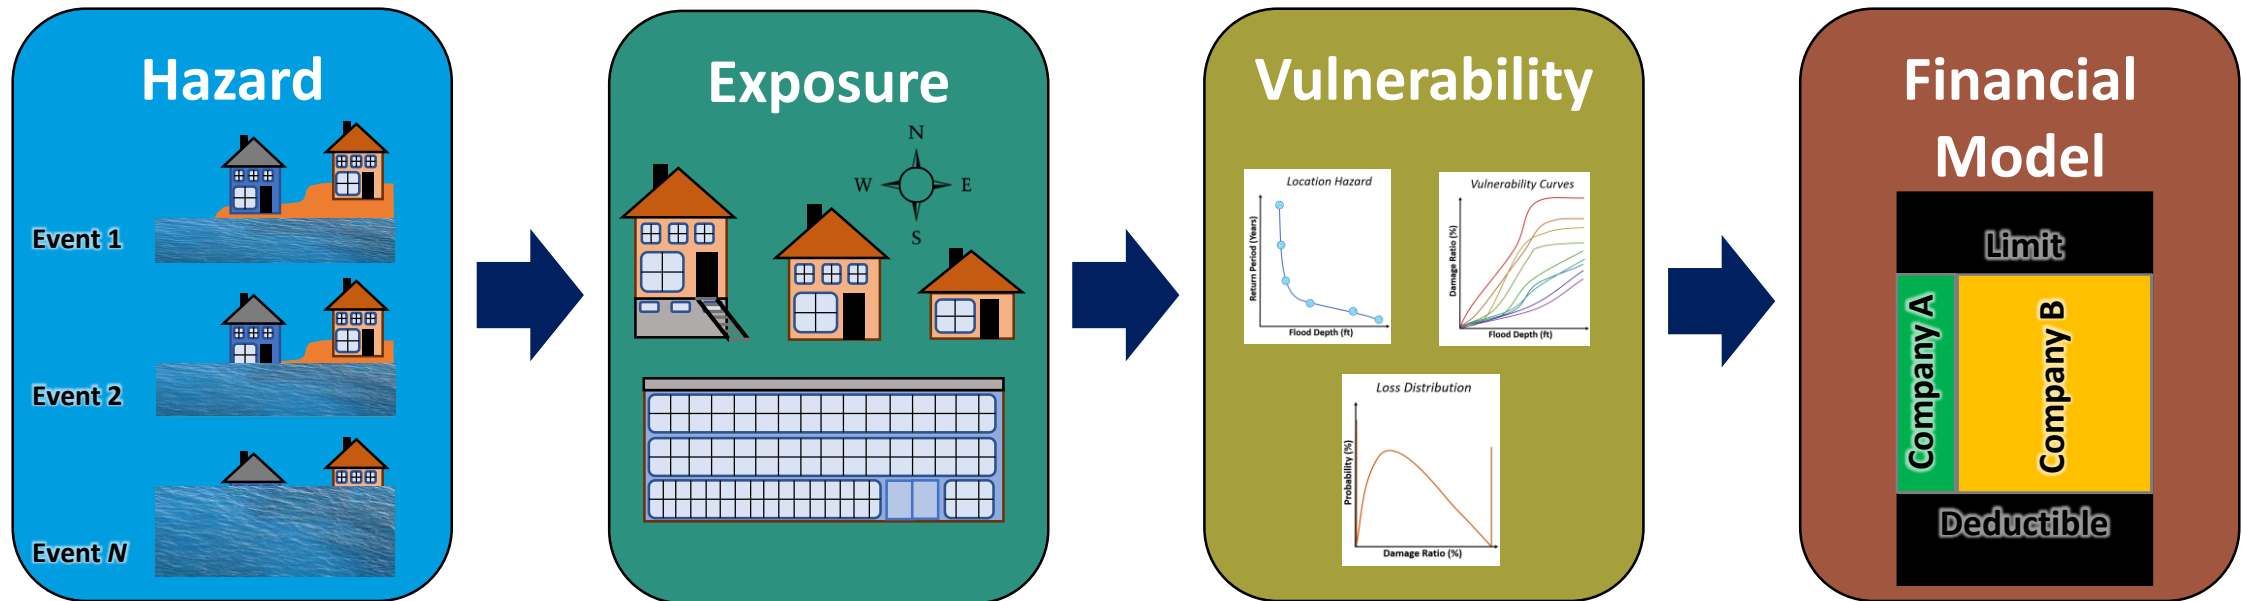 Hazard
Event 1
Event 2
Event N
Exposure
N
W
E
S
Vulnerability
Location Hazard
Return Period (Years)
Flood Depth (ft)
Vulnerability Curves
Damage Ratio (%)
Flood Depth (ft)
Loss Distribution
Probability (%)
Damage Ratio (%)
Financial
Model
Limit
Company A
Company B
Deductible